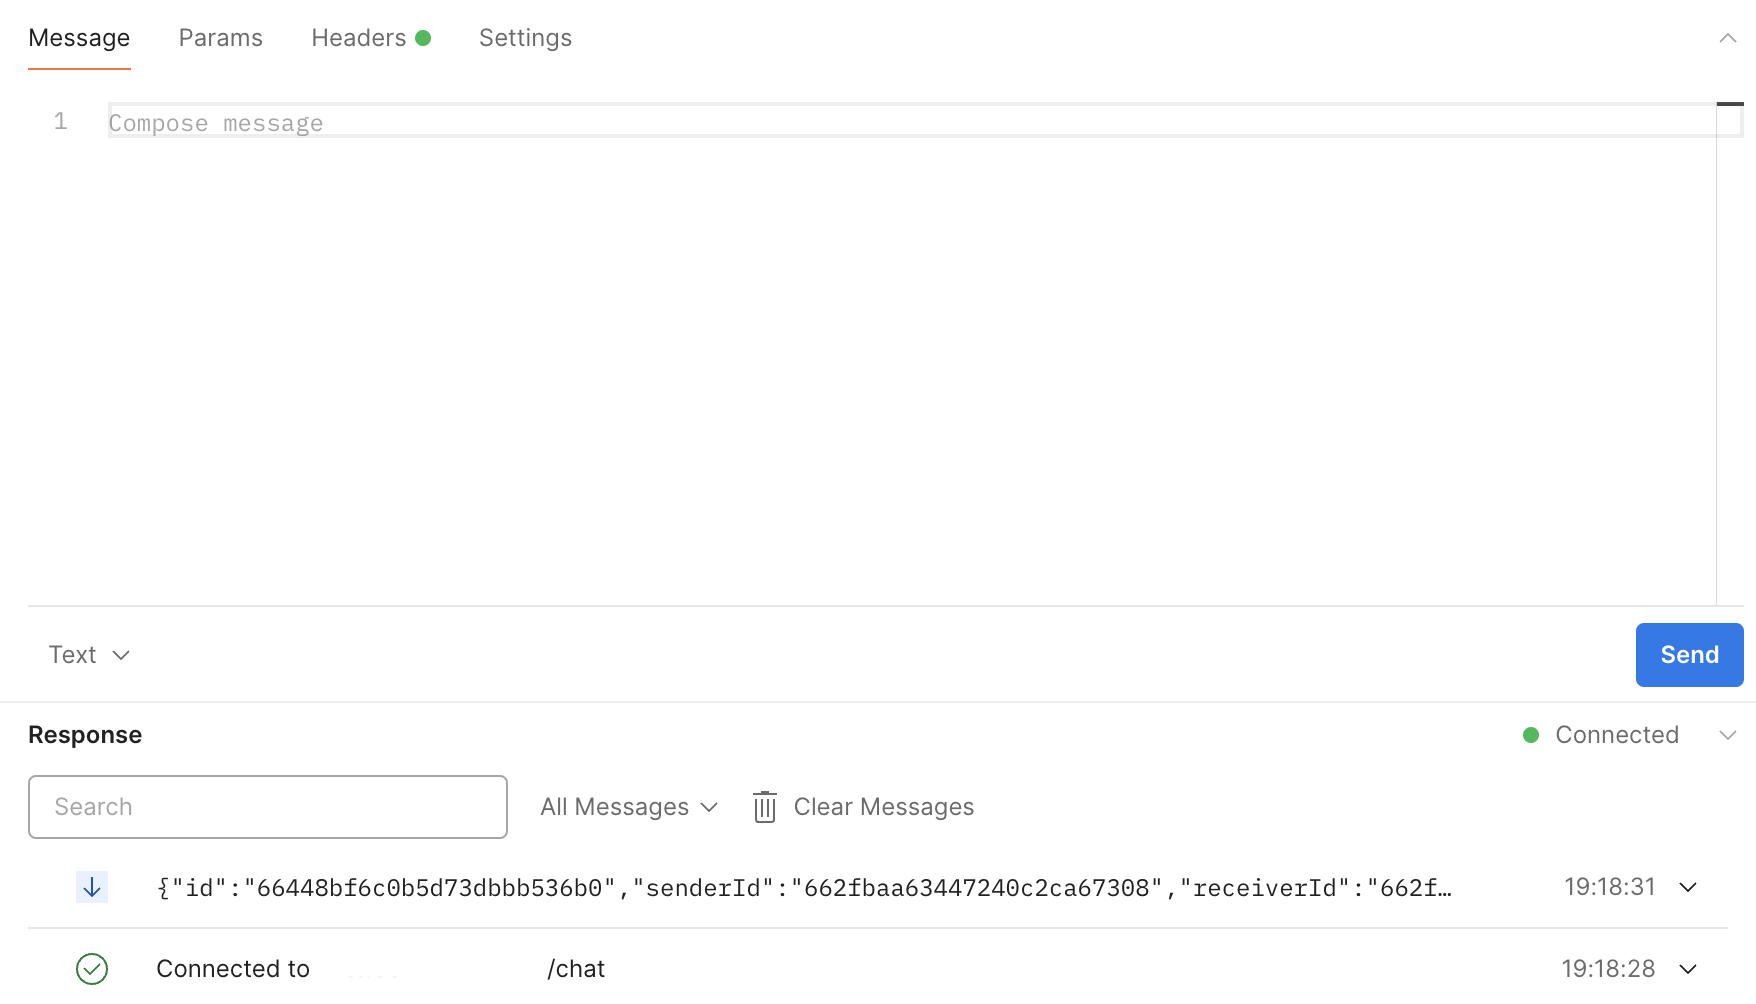 Message Params Headers Settings
1 Compose message
Text Send
Response Connected
Search All Messages Clear Messages
{"id":"66448bf6c0b5d73dbbb536b0","senderId":"662fbaa63447240c2ca67308","receiverId":"662f… 19:18:31
Connected to /chat 19:18:28